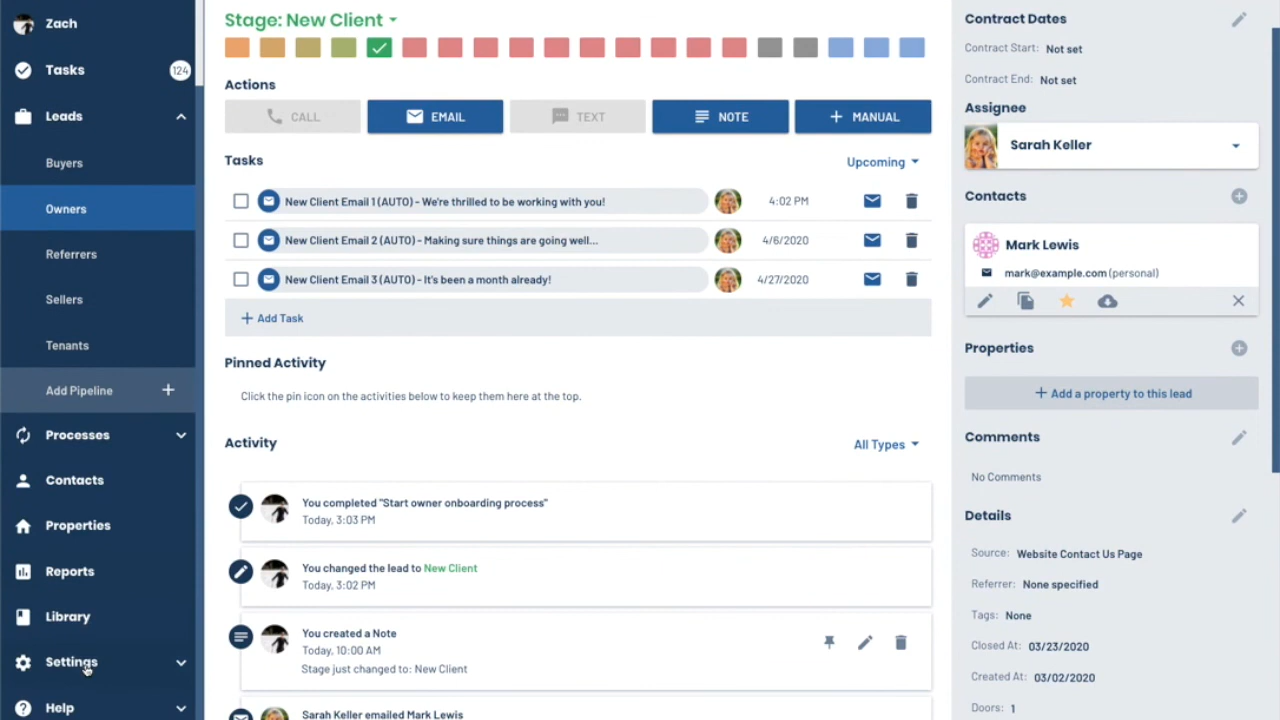 Zach
Tasks
124
Leads
Buyers
Owners
Referrers
Sellers
Tenants
Add Pipeline
Processes
Contacts
Properties
Reports
Library
Settings
Help
Stage: New Client
Actions
CALL
EMAIL
TEXT
NOTE
MANUAL
Tasks
Upcoming
New Client Email 1 (AUTO) - We're thrilled to be working with you!
4:02 PM
New Client Email 2 (AUTO) - Making sure things are going well...
4/6/2020
New Client Email 3 (AUTO) - It's been a month already!
4/27/2020
Add Task
Pinned Activity
Click the pin icon on the activities below to keep them here at the top.
Activity
All Types
You completed "Start owner onboarding process"
Today, 3:03 PM
You changed the lead to New Client
Today, 3:02 PM
You created a Note
Today, 10:00 AM
Stage just changed to: New Client
Sarah Keller emailed Mark Lewis
Contract Dates
Contract Start: Not set
Contract End: Not set
Assignee
Sarah Keller
Contacts
Mark Lewis
mark@example.com (personal)
Properties
Add a property to this lead
Comments
No Comments
Details
Source: Website Contact Us Page
Referrer: None specified
Tags: None
Closed At: 03/23/2020
Created At: 03/02/2020
Doors: 1